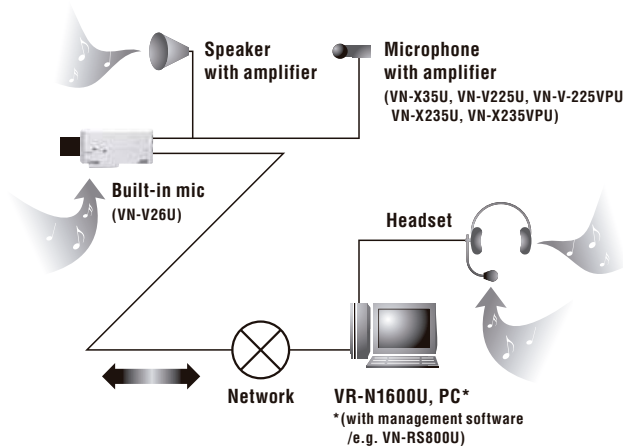 Speaker
with amplifier
Microphone
with amplifier
(VN-X35U, VN-V225U, VN-V-225VPU
VN-X235U, VN-X235VPU)
Built-in mic
(VN-V26U)
Headset
Network
VR-N1600U, PC*
*(with management software
/e.g. VN-RS800U)